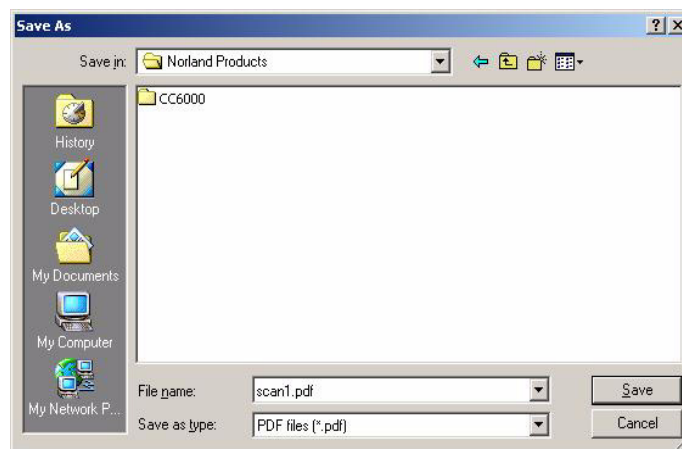 Save As
Save in: Norland Products
CC6000
History
Desktop
My Documents
My Computer
My Network P...
File name: scan1.pdf Save
Save as type: PDF files (*.pdf) Cancel